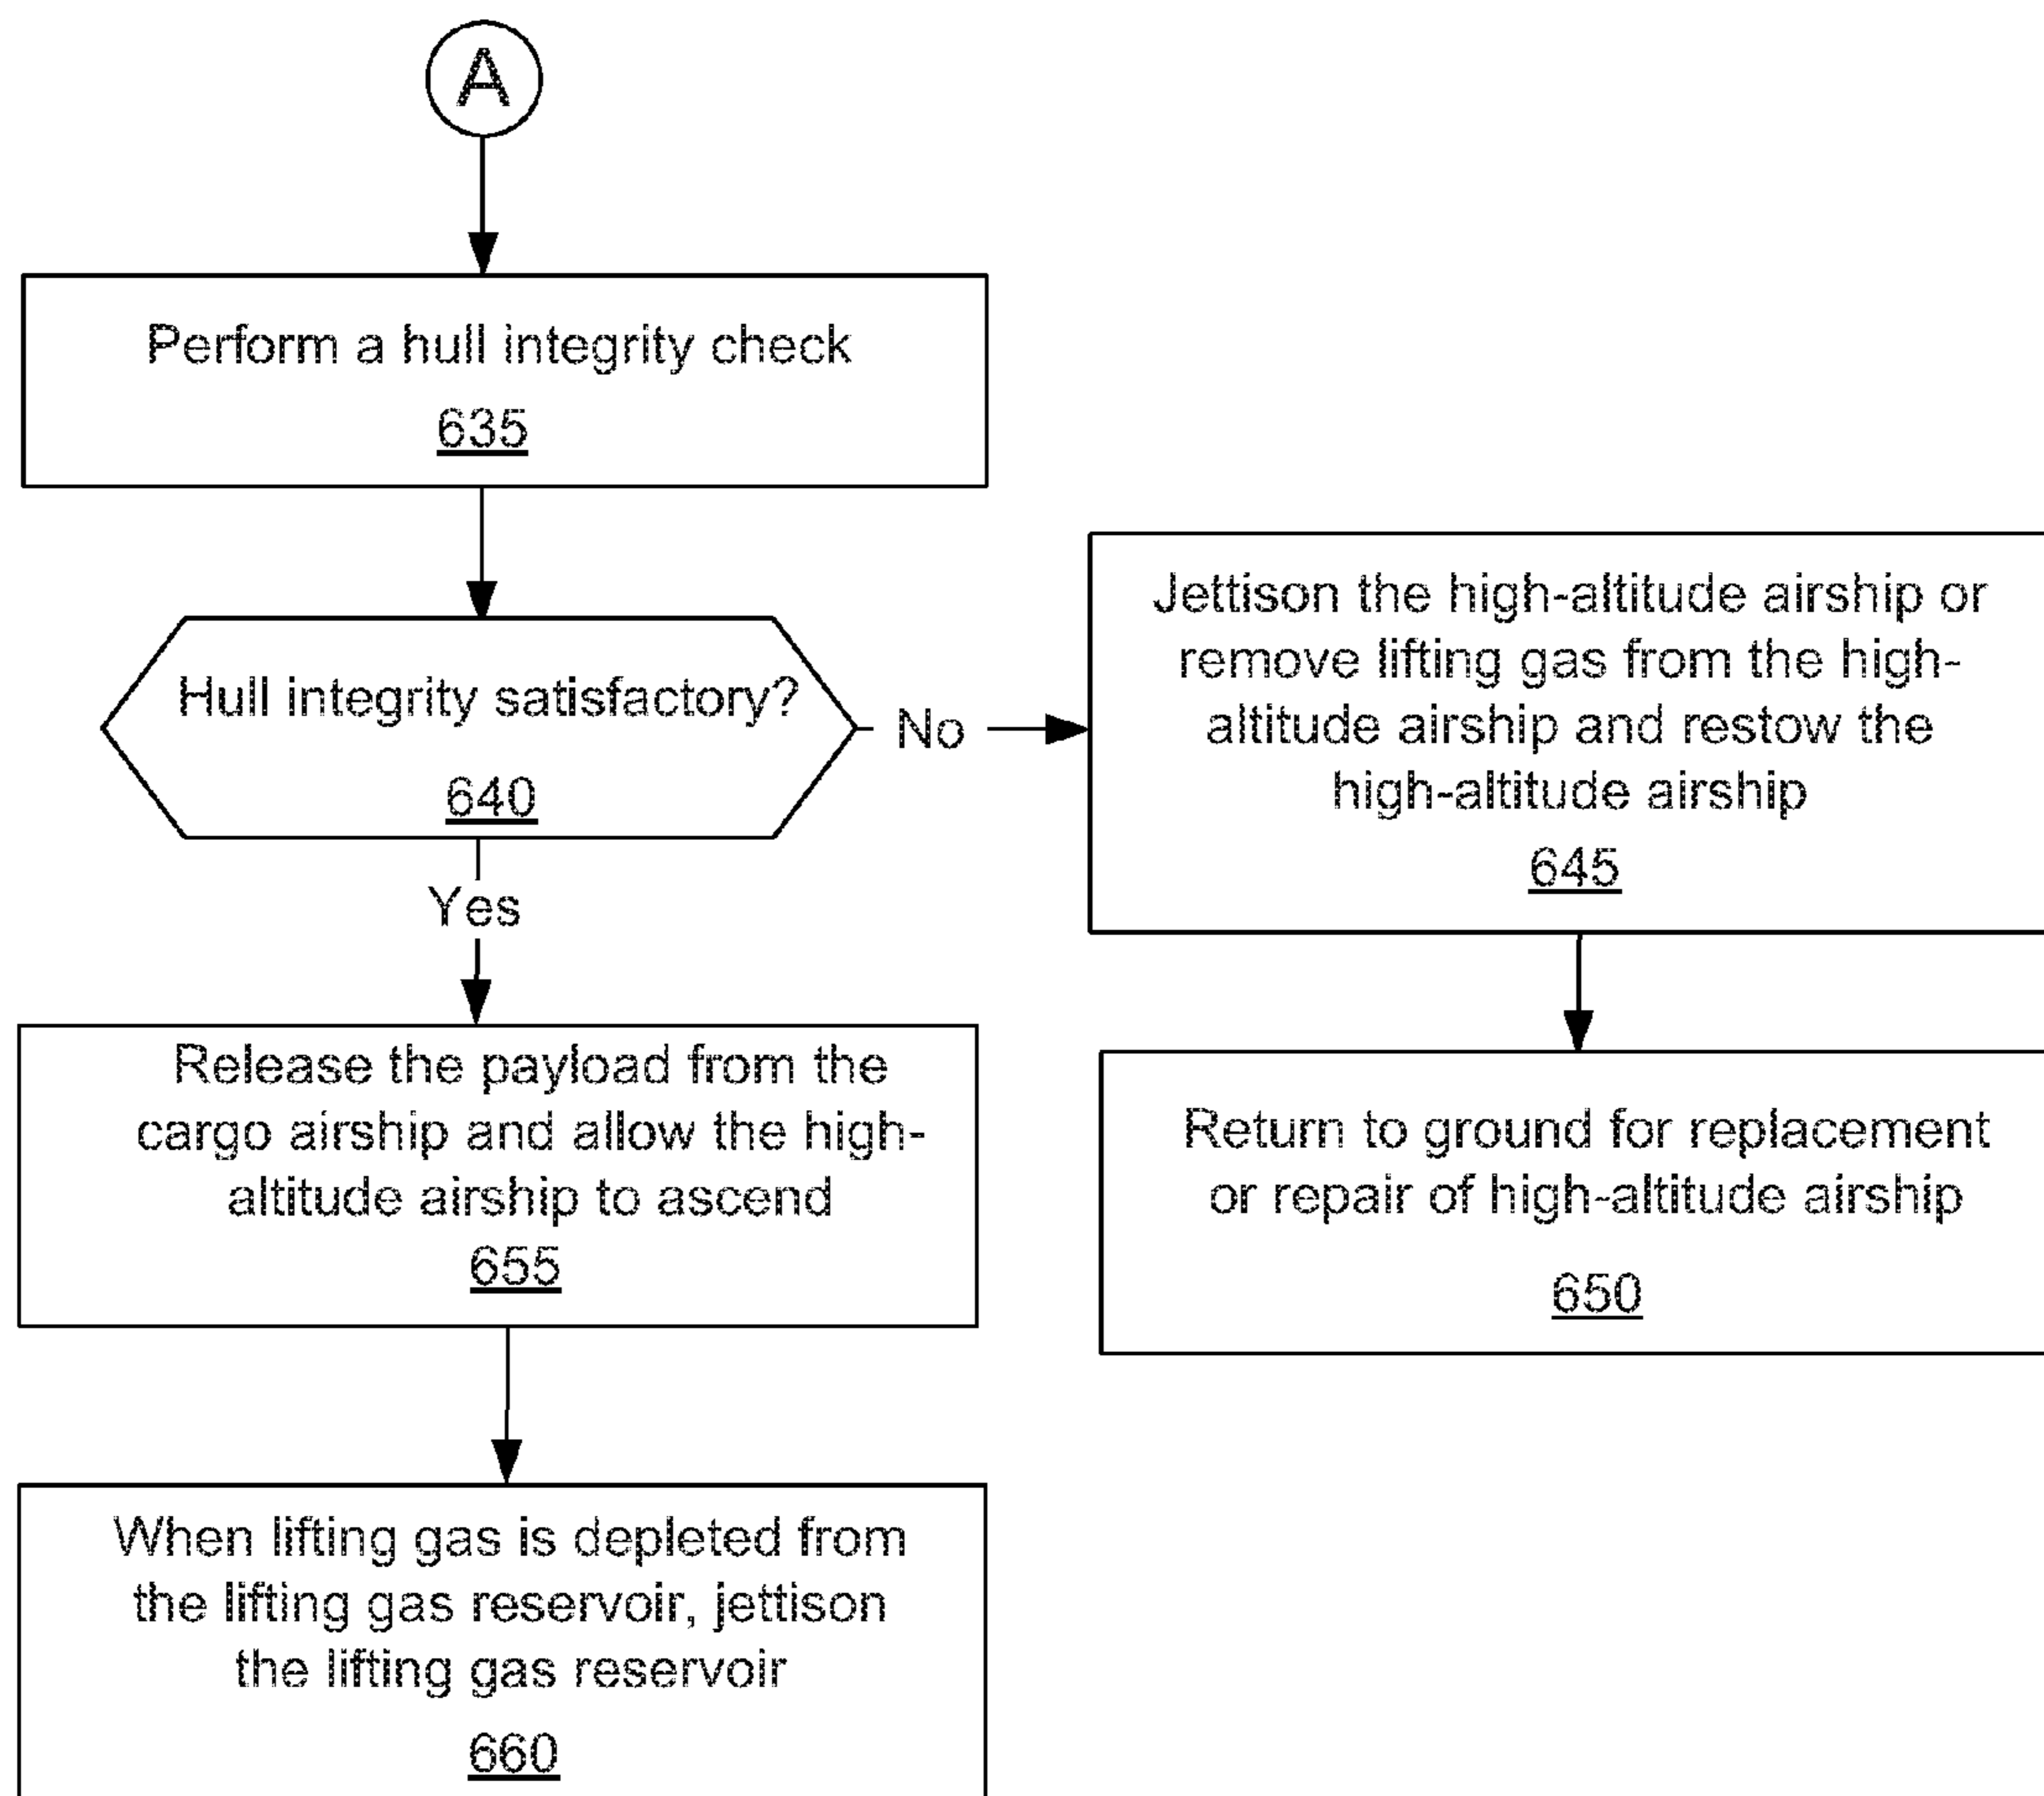 A
Perform a hull integrity check
635
Hull integrity satisfactory?
640
No
Yes
Jettison the high-altitude airship or
remove lifting gas from the high-
altitude airship and restow the
high-altitude airship
645
Return to ground for replacement
or repair of high-altitude airship
650
Release the payload from the
cargo airship and allow the high-
altitude airship to ascend
655
When lifting gas is depleted from
the lifting gas reservoir, jettison
the lifting gas reservoir
660